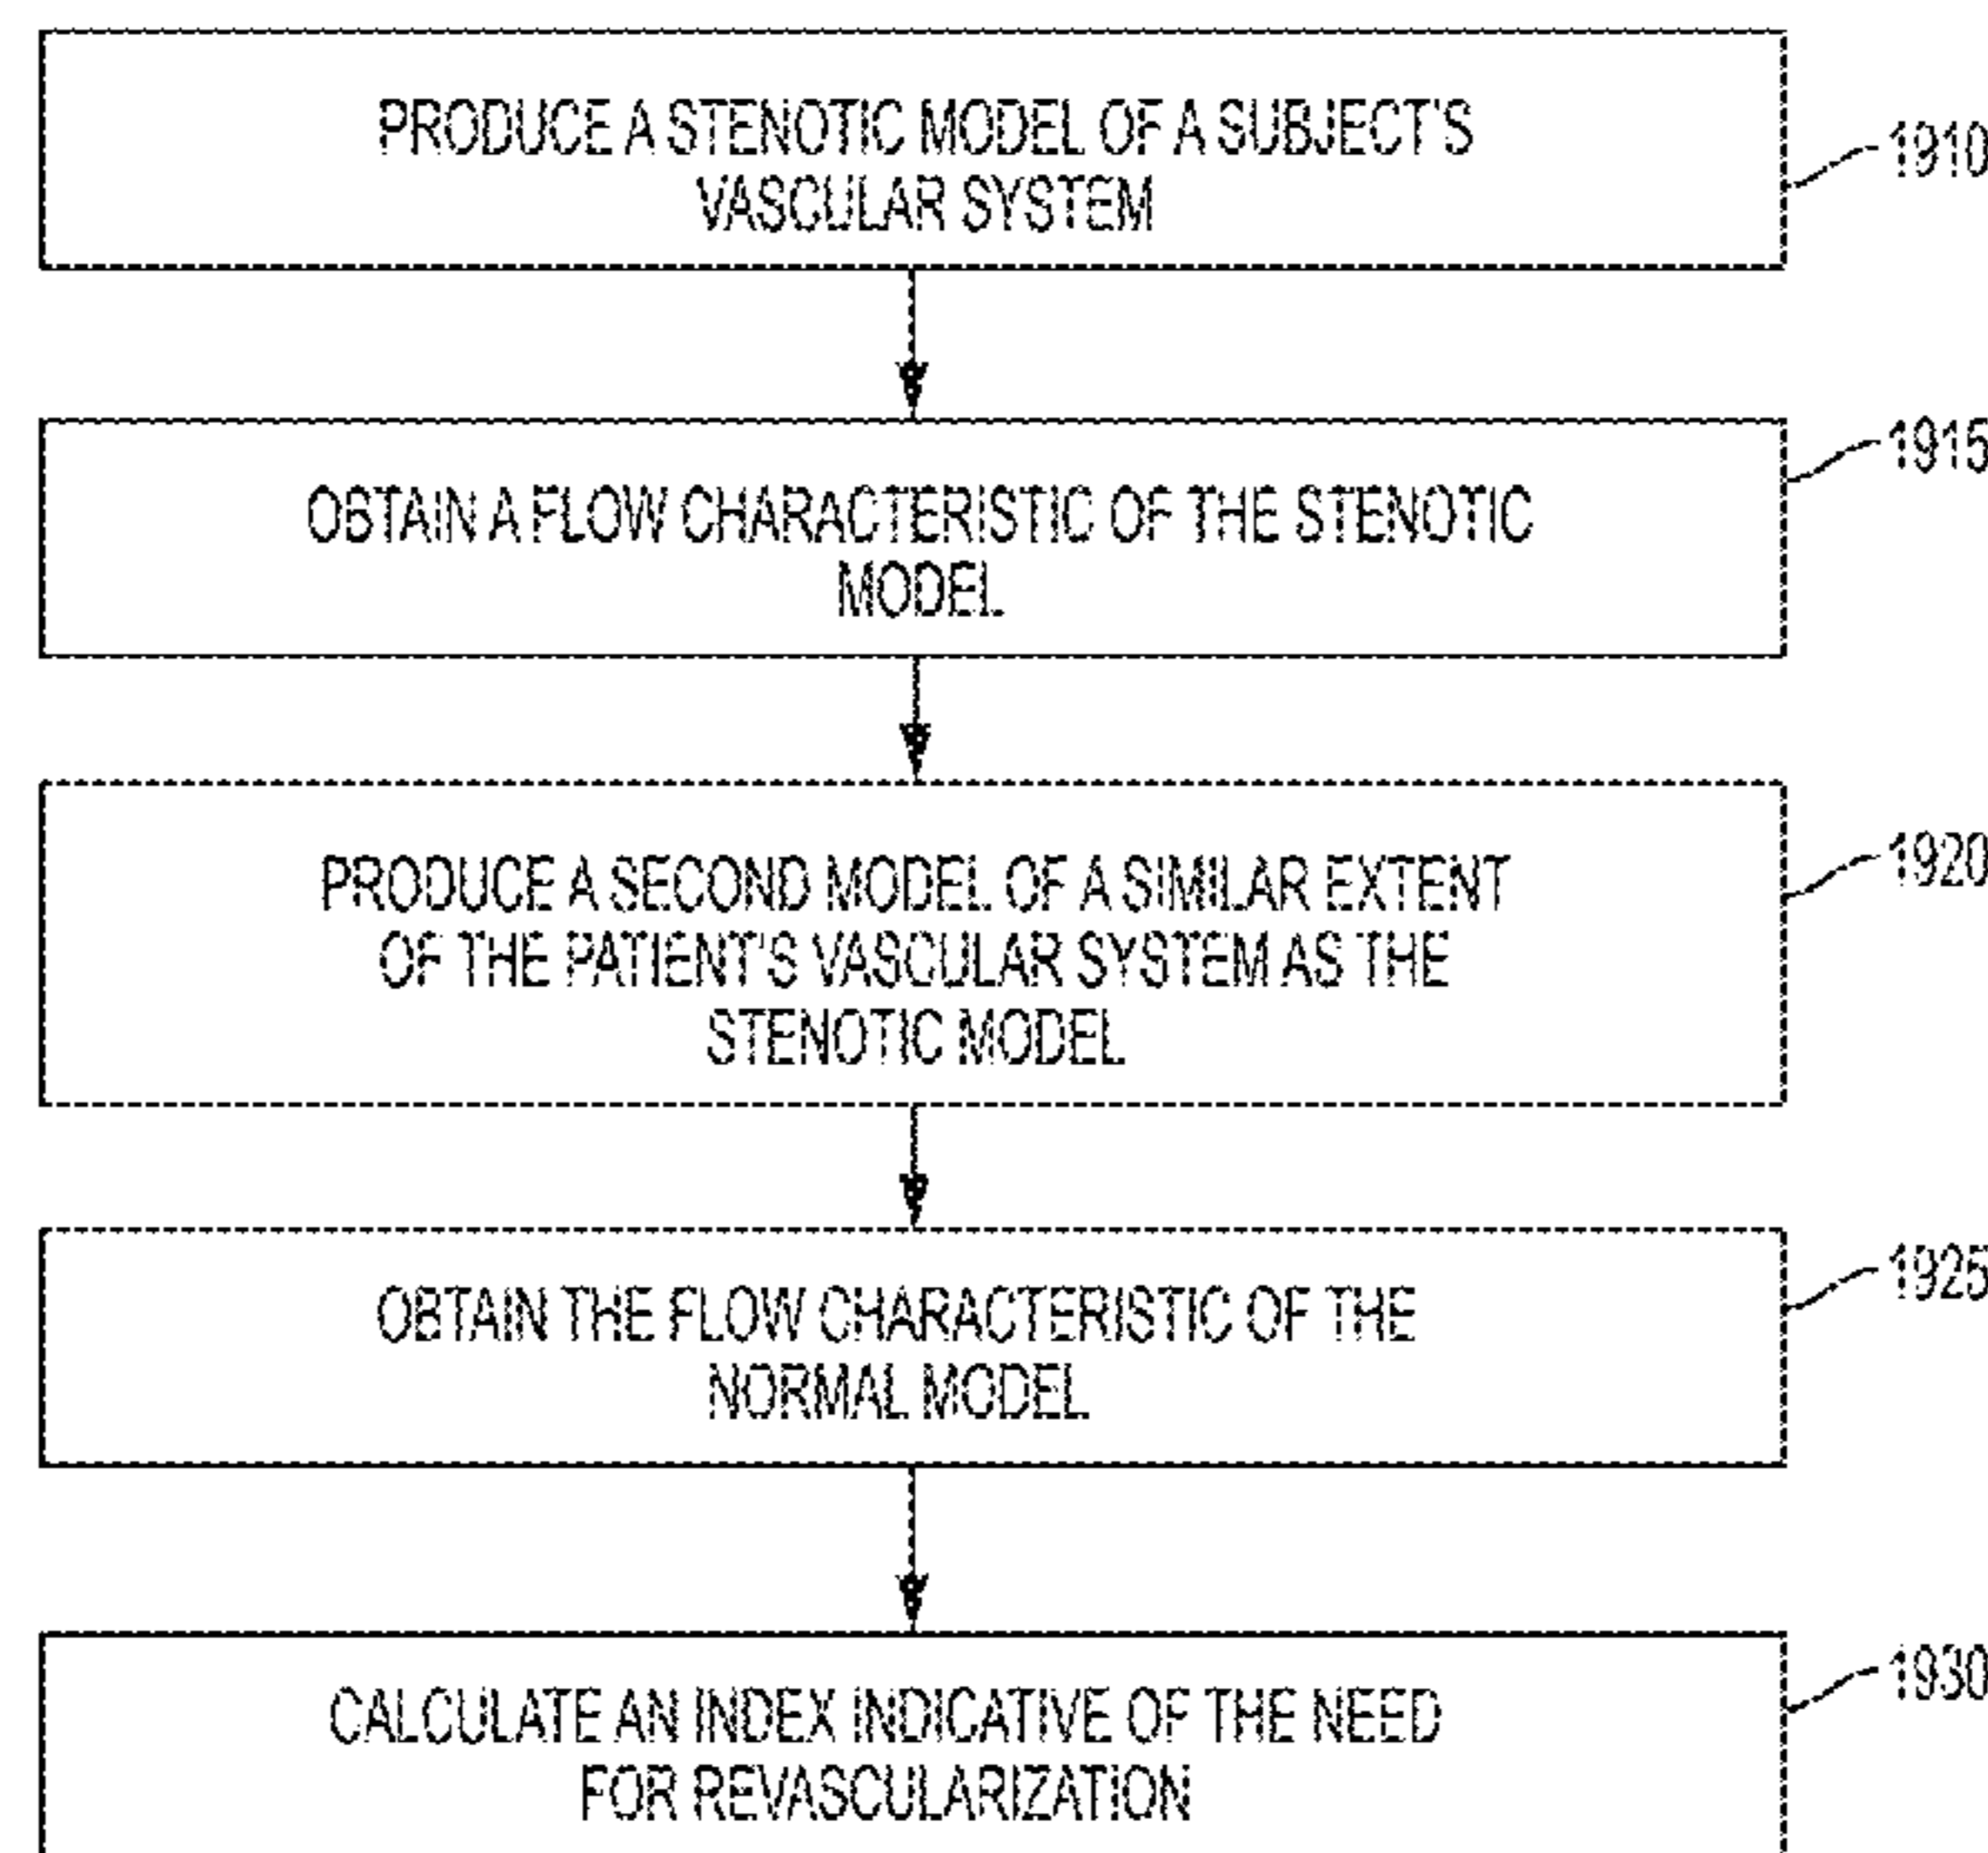 PRODUCE A STENOTIC MODEL OF A SUBJECT'S
VASCULAR SYSTEM
1910
OBTAIN A FLOW CHARACTERISTIC OF THE STENOTIC
MODEL
1915
PRODUCE A SECOND MODEL OF A SIMILAR EXTENT
OF THE PATIENT'S VASCULAR SYSTEM AS THE
STENOTIC MODEL
1920
OBTAIN THE FLOW CHARACTERISTIC OF THE
NORMAL MODEL
1925
CALCULATE AN INDEX INDICATIVE OF THE NEED
FOR REVASCULARIZATION
1930